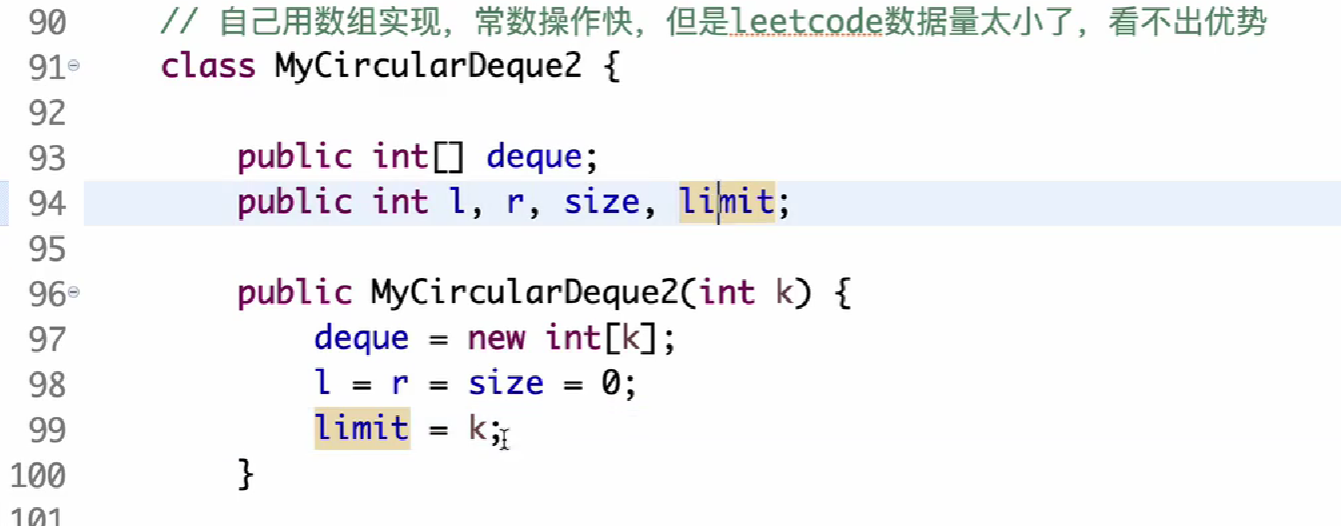 90 // 自己用数组实现，常数操作快，但是leetcode数据量太小了，看不出优势
91 class MyCircularDeque2 {
92
93 public int[] deque;
94 public int l, r, size, limit;
95
96 public MyCircularDeque2(int k) {
97 deque = new int[k];
98 l = r = size = 0;
99 limit = k;
100 }
101